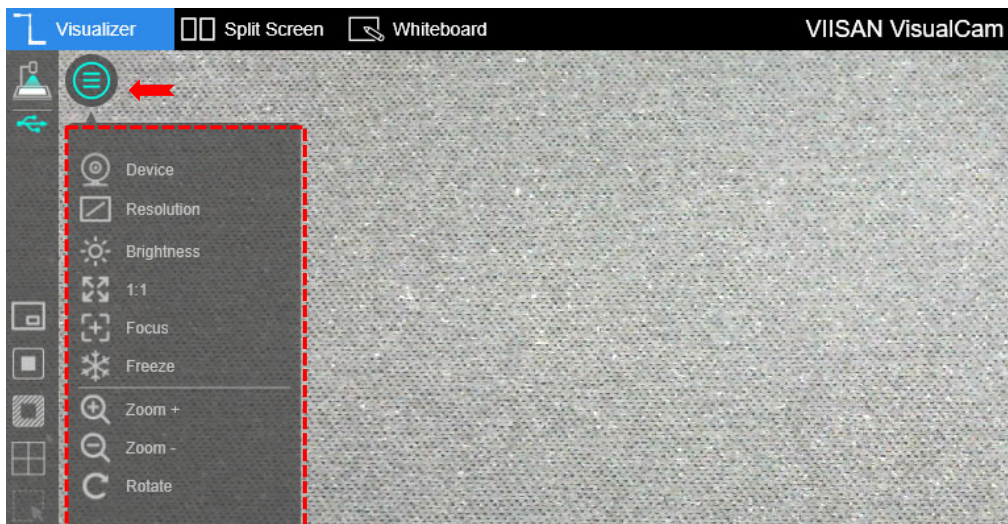 Visualizer Split Screen Whiteboard VIISAN VisualCam
Device
Resolution
Brightness
1:1
Focus
Freeze
Zoom +
Zoom -
Rotate